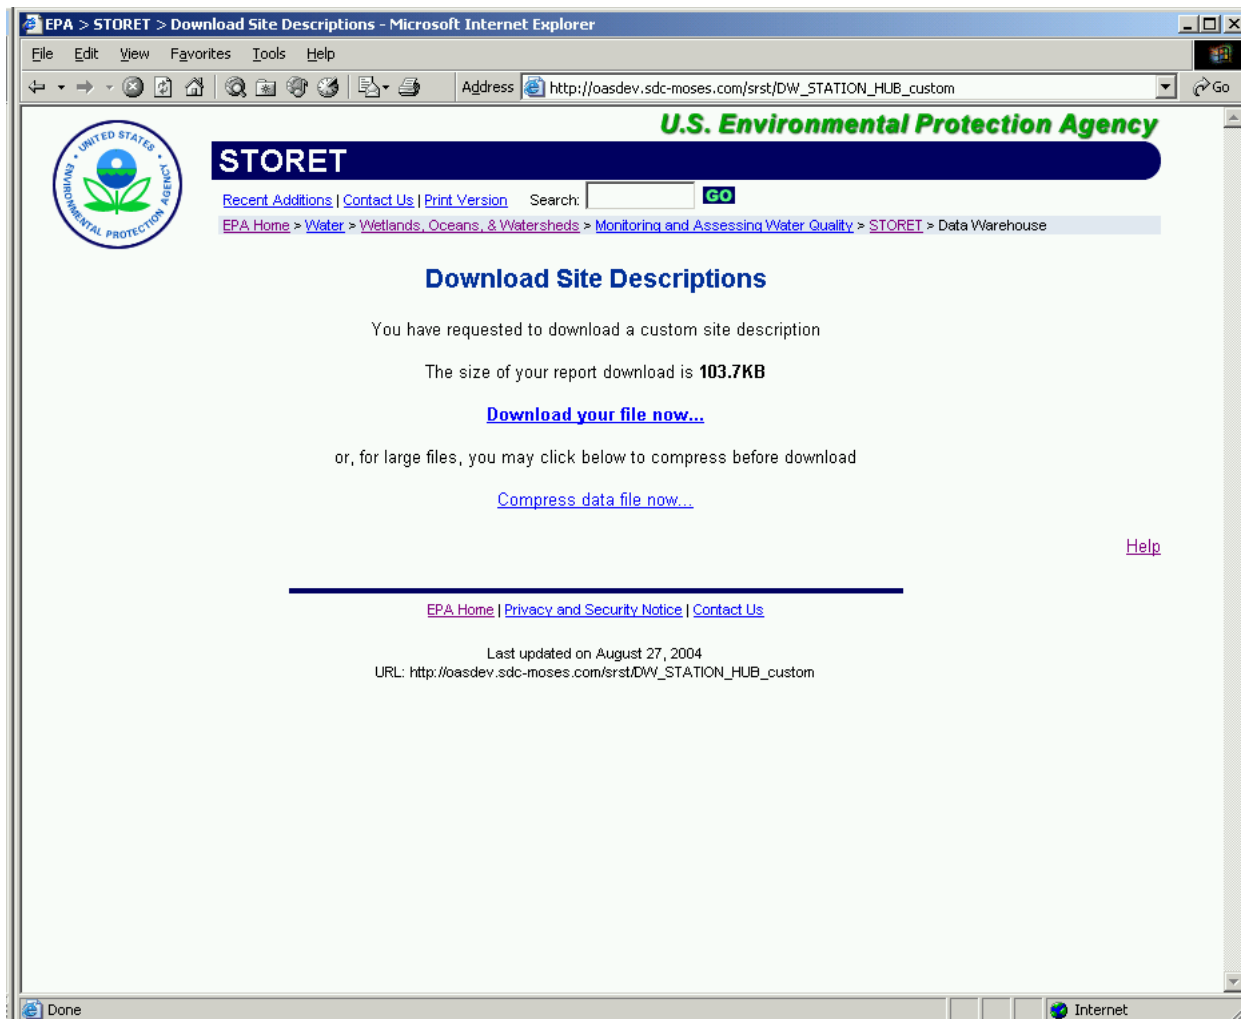 EPA > STORET > Download Site Descriptions - Microsoft Internet Explorer
File Edit View Favorites Tools Help
Address http://oasdev.sdc-moses.com/srst/DW_STATION_HUB_custom Go
U.S. Environmental Protection Agency
UNITED STATES ENVIRONMENTAL PROTECTION AGENCY
STORET
Recent Additions | Contact Us | Print Version Search: GO
EPA Home > Water > Wetlands, Oceans, & Watersheds > Monitoring and Assessing Water Quality > STORET > Data Warehouse
Download Site Descriptions
You have requested to download a custom site description
The size of your report download is 103.7KB
Download your file now...
or, for large files, you may click below to compress before download
Compress data file now...
Help
EPA Home | Privacy and Security Notice | Contact Us
Last updated on August 27, 2004
URL: http://oasdev.sdc-moses.com/srst/DW_STATION_HUB_custom
Done Internet